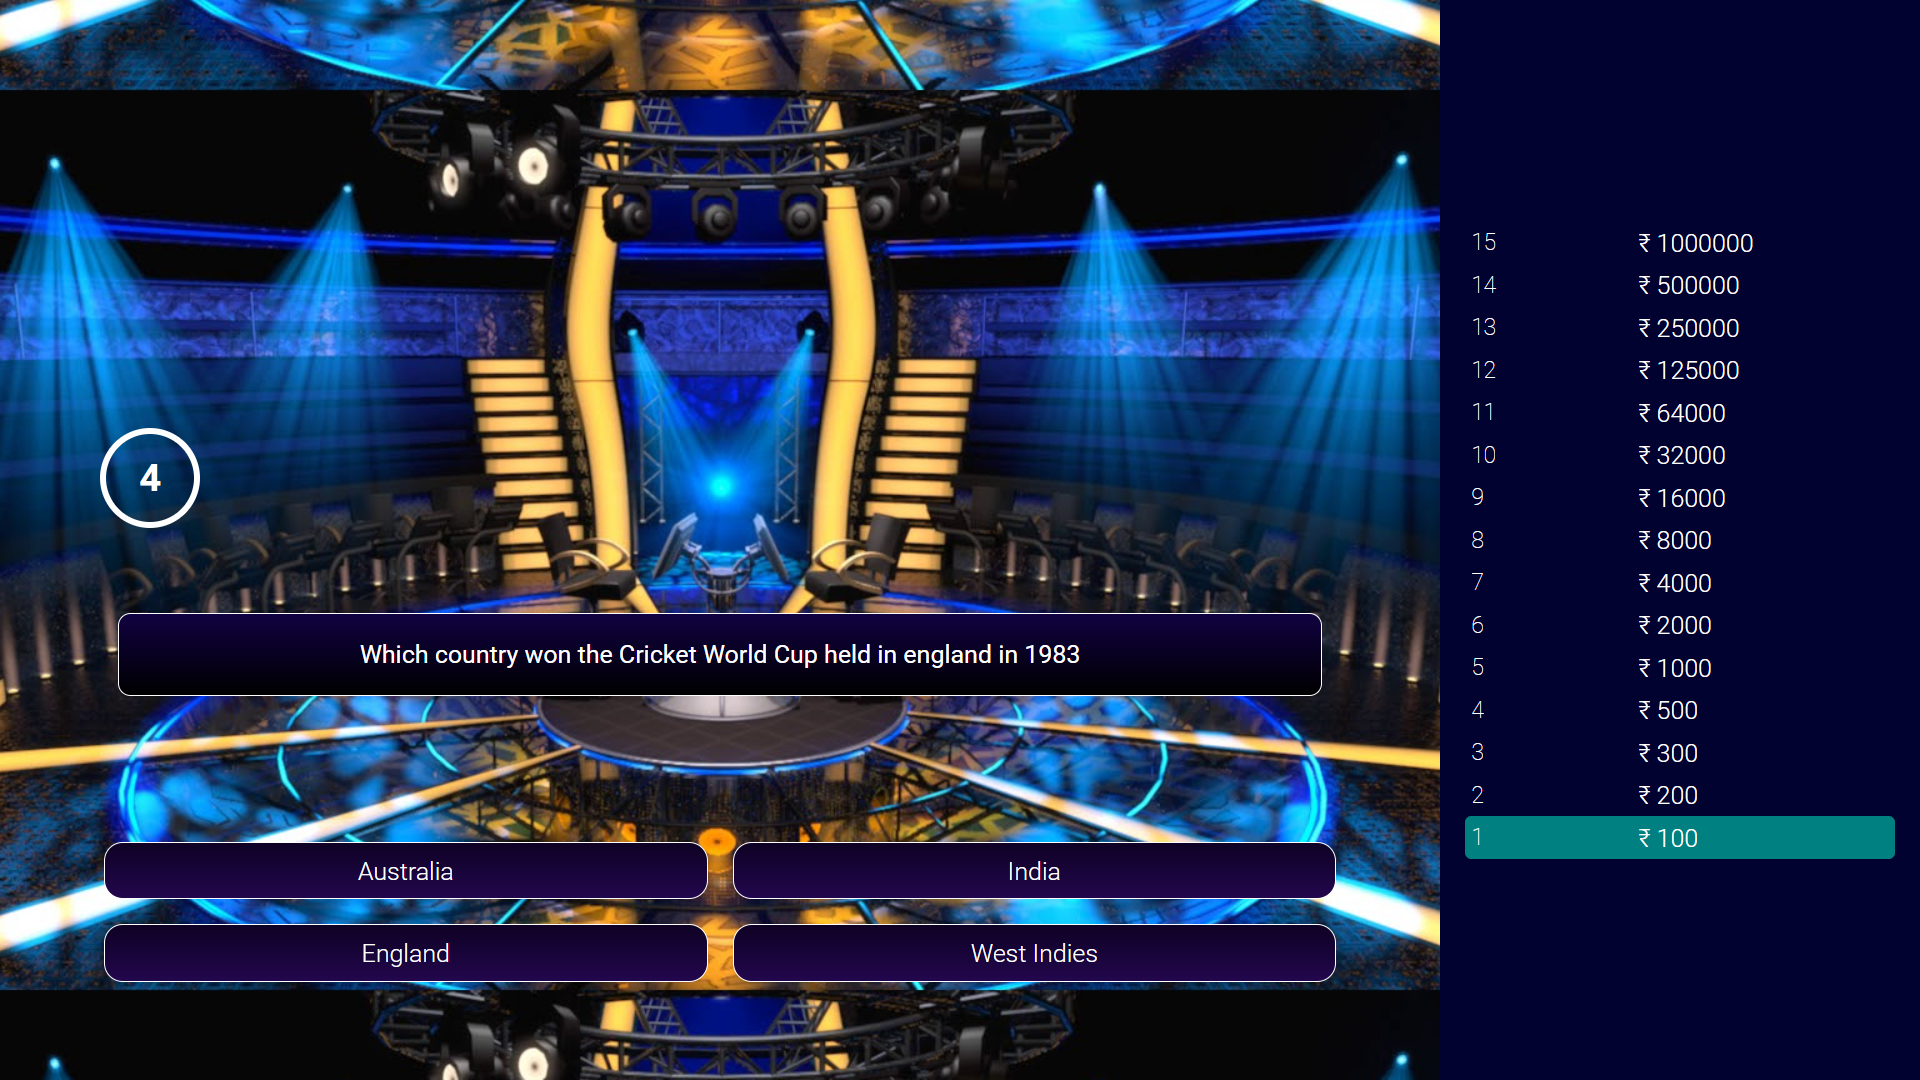 4
Which country won the Cricket World Cup held in england in 1983
Australia
India
England
West Indies
15 ₹ 1000000
14 ₹ 500000
13 ₹ 250000
12 ₹ 125000
11 ₹ 64000
10 ₹ 32000
9 ₹ 16000
8 ₹ 8000
7 ₹ 4000
6 ₹ 2000
5 ₹ 1000
4 ₹ 500
3 ₹ 300
2 ₹ 200
1 ₹ 100